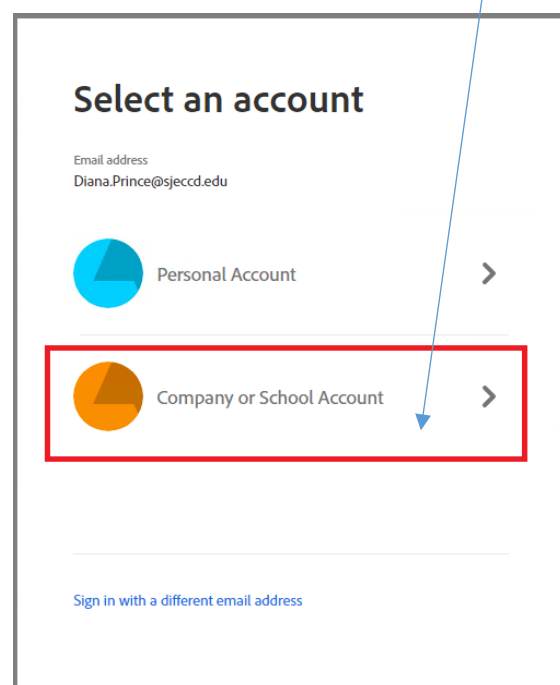 Select an account
Email address
Diana.Prince@sjeccd.edu
Personal Account
Company or School Account
Sign in with a different email address